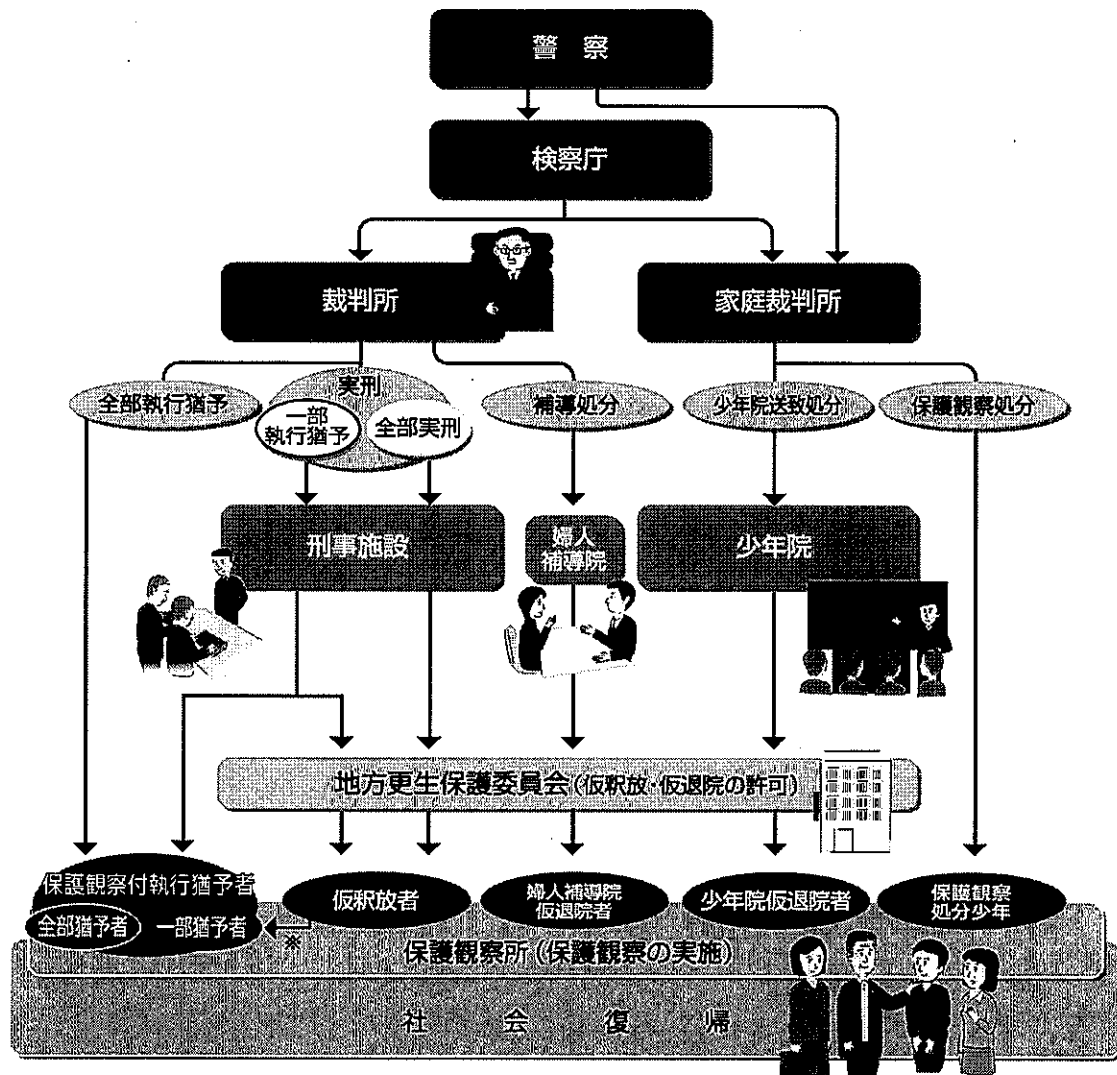 警察
検察庁
裁判所
家庭裁判所
全部執行猶予
実刑
一部
執行猶予
全部実刑
補導処分
少年院送致処分
保護観察処分
刑事施設
婦人
補導院
少年院
地方更生保護委員会(仮釈放・仮退院の許可)
保護観察付執行猶予者
全部猶予者
一部猶予者
※
仮釈放者
婦人補導院
仮退院者
少年院仮退院者
保護観察
処分少年
保護観察所(保護観察の実施)
社会復帰